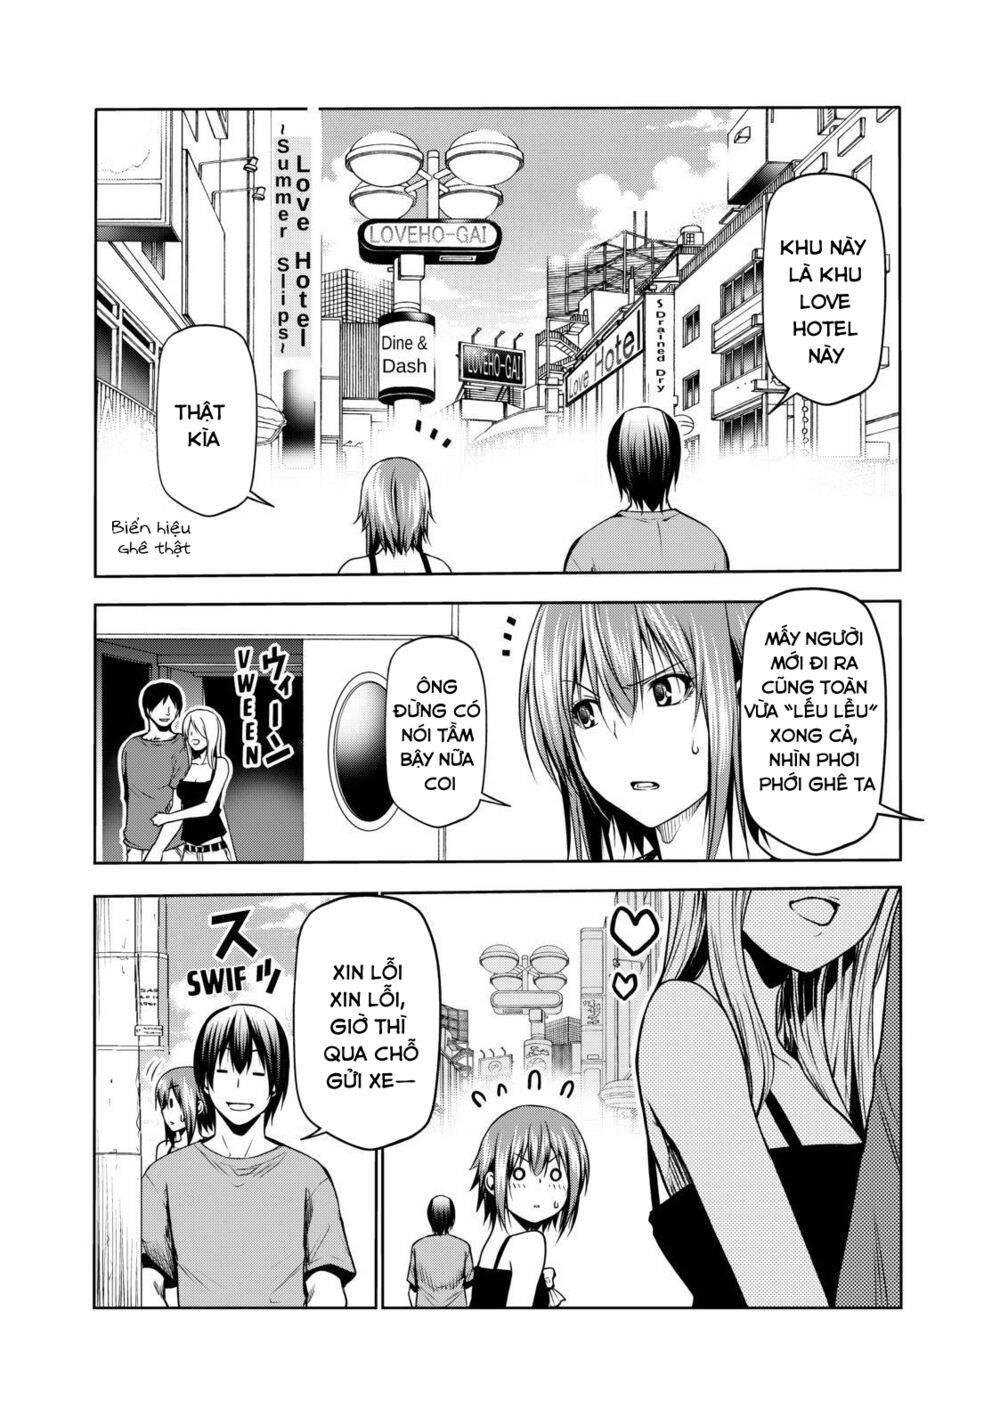 KHU NÀY
LÀ KHU
LOVE
HOTEL
NÀY
~Summer Slips~
Love Hotel
LOVEHO-GAI
Dine &
Dash
LOVEHO-GAI
Love Hotel
S Drained Dry
THẬT
KÌA
Biển hiệu
Ghê thật
MẤY NGƯỜI
MỚI ĐI RA
CŨNG TOÀN
VỪA “LẾU LỀU”
XONG CẢ,
NHÌN PHƠI
PHỚI GHÊ TA
ÔNG
ĐỪNG CÓ
NÓI TẦM
BẬY NỮA
COI
ウィーン
VWEEN
スッ
SWIF
XIN LỖI
XIN LỖI,
GIỜ THÌ
QUA CHỖ
GỬI XE—